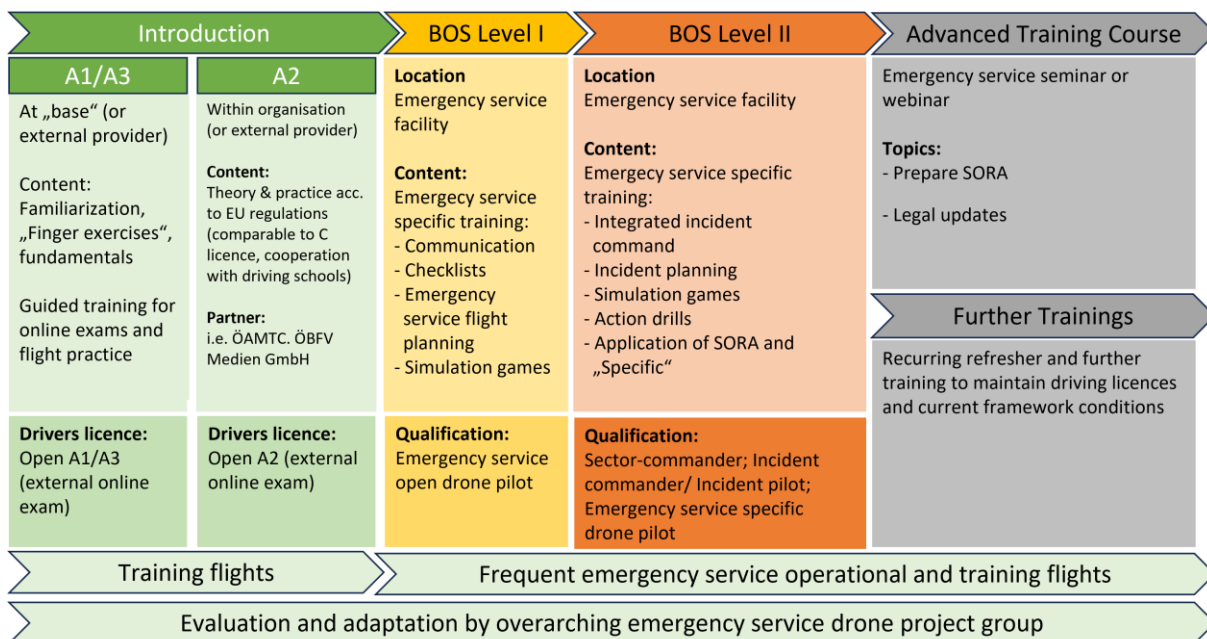 Introduction
BOS Level I
BOS Level II
Advanced Training Course
A1/A3
At „base“ (or
external provider)
Content:
Familiarization,
„Finger exercises“,
fundamentals
Guided training for
online exams and
flight practice
Drivers licence:
Open A1/A3
(external online
exam)
A2
Within organisation
(or external provider)
Content:
Theory & practice acc.
to EU regulations
(comparable to C
licence, cooperation
with driving schools)
Partner:
i.e. ÖAMTC. ÖBFV
Medien GmbH
Drivers licence:
Open A2 (external
online exam)
Location
Emergency service
facility
Content:
Emergecy service
specific training:
- Communication
- Checklists
- Emergency
service flight
planning
- Simulation games
Qualification:
Emergency service
open drone pilot
Location
Emergency service facility
Content:
Emergecy service specific
training:
- Integrated incident
command
- Incident planning
- Simulation games
- Action drills
- Application of SORA and
„Specific“
Qualification:
Sector-commander; Incident
commander/ Incident pilot;
Emergency service specific
drone pilot
Emergency service seminar or
webinar
Topics:
- Prepare SORA
- Legal updates
Further Trainings
Recurring refresher and further
training to maintain driving licences
and current framework conditions
Training flights
Frequent emergency service operational and training flights
Evaluation and adaptation by overarching emergency service drone project group